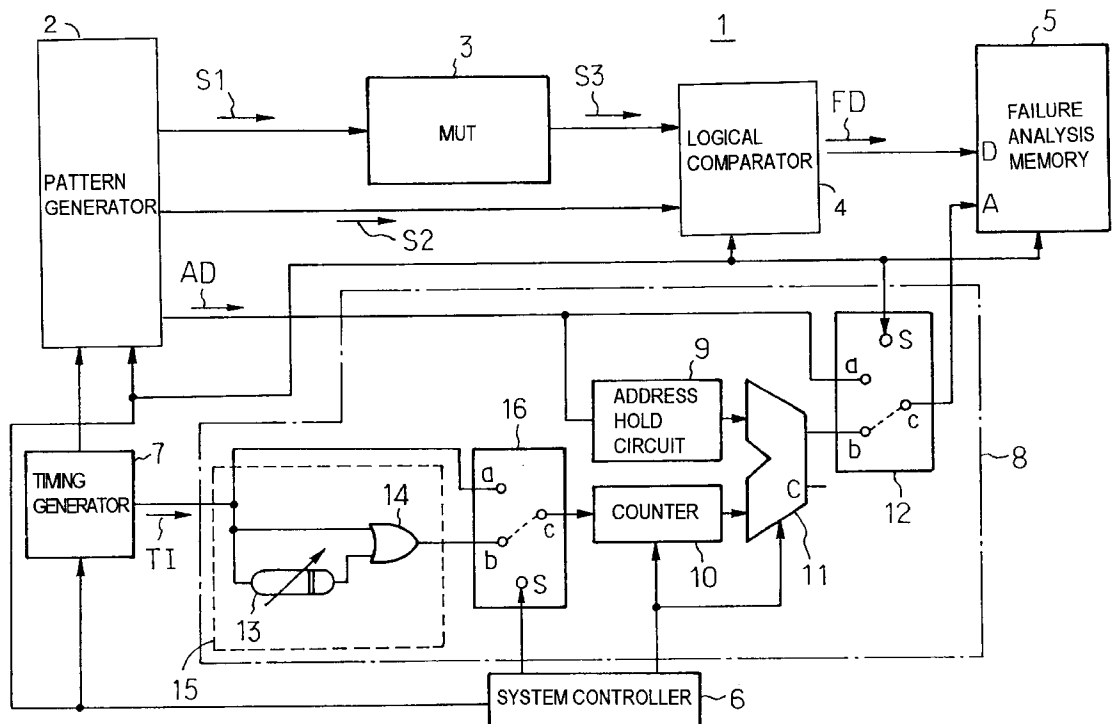 2
1
5
3
S1
S3
MUT
PATTERN
GENERATOR
S2
LOGICAL
COMPARATOR
4
FD
D
A
FAILURE
ANALYSIS
MEMORY
AD
S
a
b
c
12
8
9
ADDRESS
HOLD
CIRCUIT
16
7
TIMING
GENERATOR
TI
14
13
15
a
b
c
S
COUNTER
10
C
11
SYSTEM CONTROLLER
6